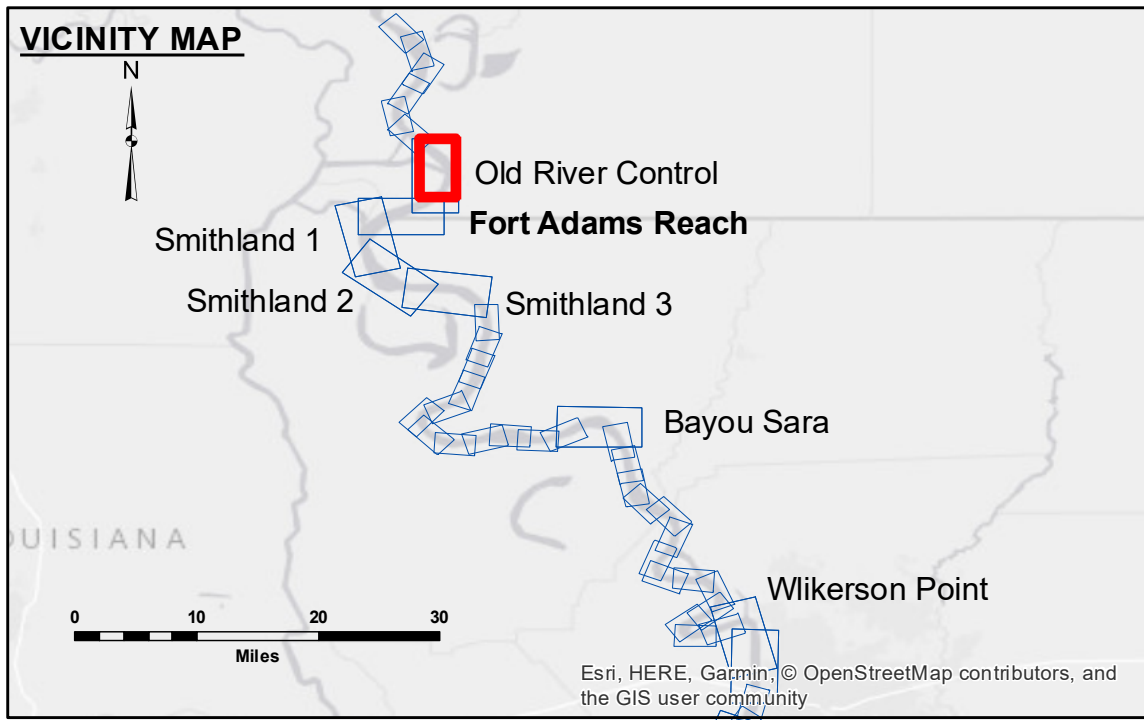 VICINITY MAP
N
Old River Control
Fort Adams Reach
Smithland 1
Smithland 2
Smithland 3
Bayou Sara
OUISIANA
Wlikerson Point
0 10 20 30
Miles
Esri, HERE, Garmin, © OpenStreetMap contributors, and
the GIS user community